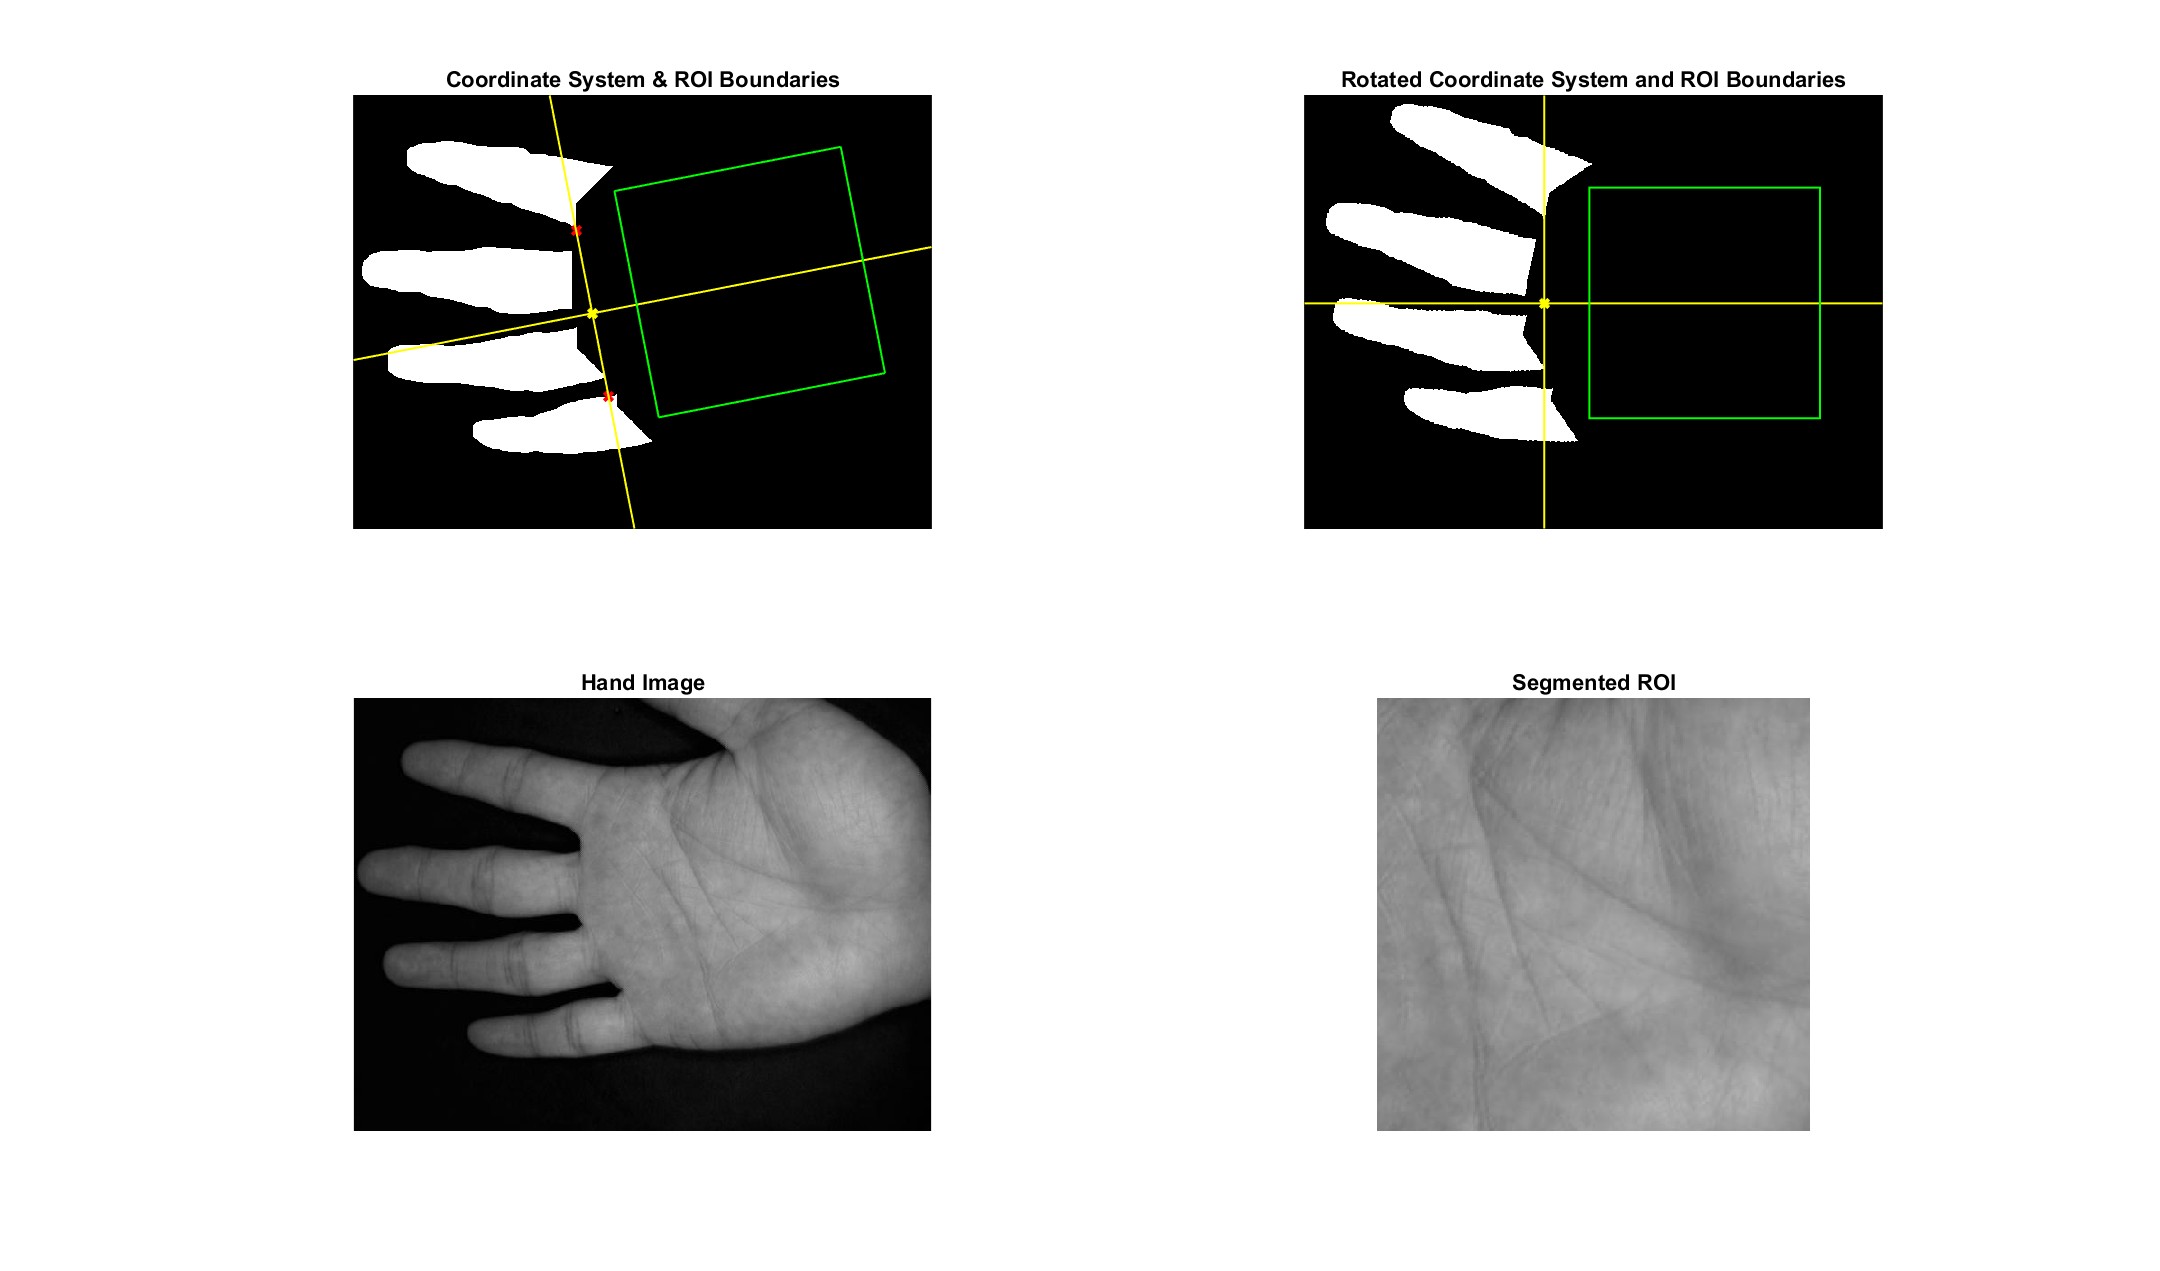 Coordinate System & ROI Boundaries
Rotated Coordinate System and ROI Boundaries
Hand Image
Segmented ROI